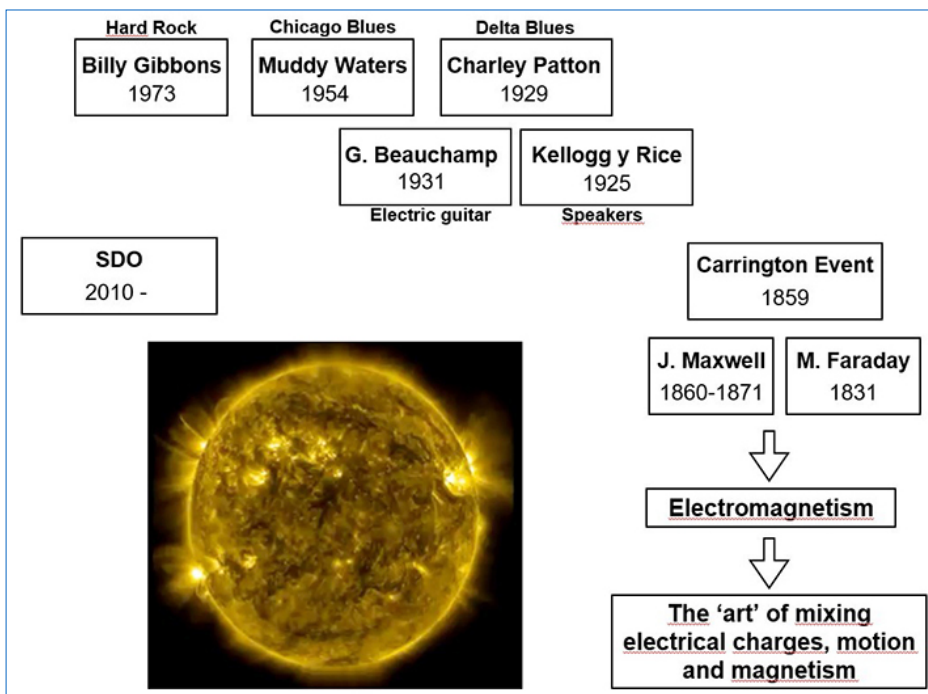 Hard Rock
Billy Gibbons
1973
Chicago Blues
Muddy Waters
1954
Delta Blues
Charley Patton
1929
G. Beauchamp
1931
Electric guitar
Kellogg y Rice
1925
Speakers
SDO
2010 -
Carrington Event
1859
J. Maxwell
1860-1871
M. Faraday
1831
Electromagnetism
The ‘art’ of mixing
electrical charges, motion
and magnetism